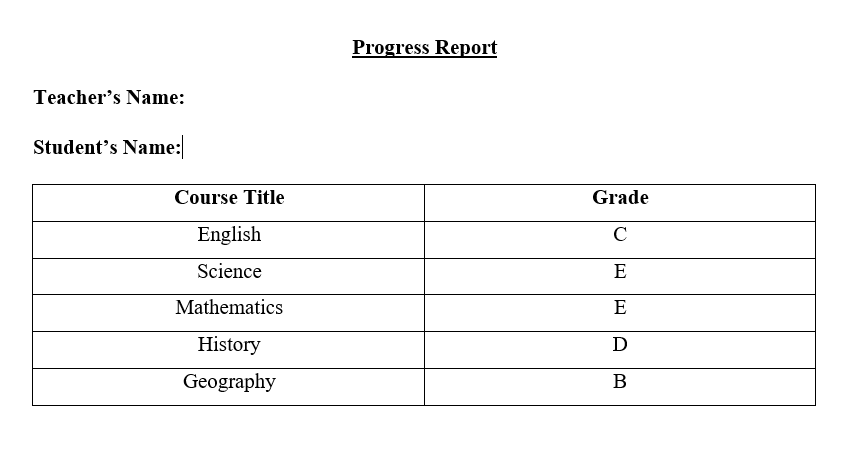 Progress Report
Teacher’s Name:
Student’s Name:
Course Title Grade
English C
Science E
Mathematics E
History D
Geography B